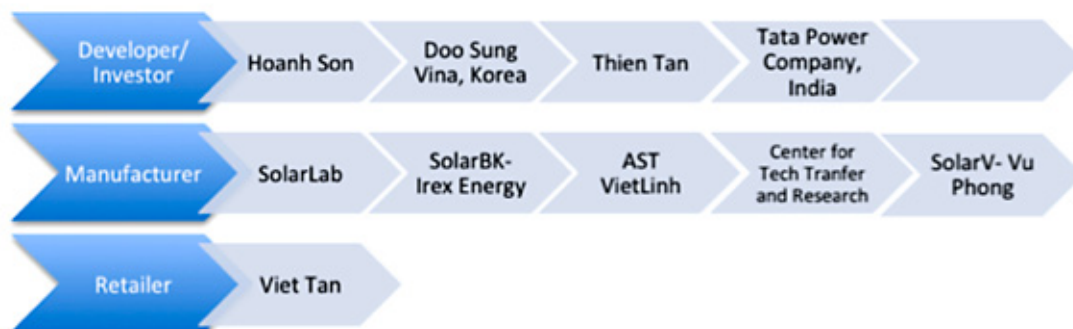 Developer/
Investor
Hoanh Son
Doo Sung
Vina, Korea
Thien Tan
Tata Power
Company,
India
Manufacturer
SolarLab
SolarBK-
Irex Energy
AST
VietLinh
Center for
Tech Tranfer
and Research
SolarV- Vu
Phong
Retailer
Viet Tan